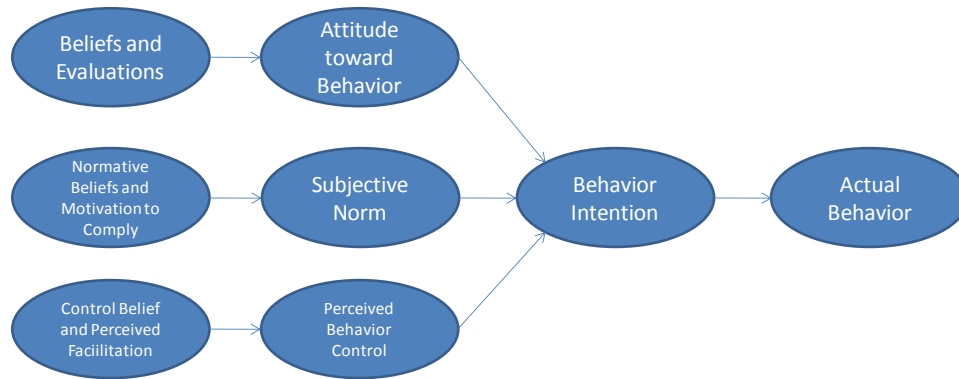 Beliefs and
Evaluations
Attitude
toward
Behavior
Normative
Beliefs and
Motivation to
Comply
Subjective
Norm
Behavior
Intention
Actual
Behavior
Control Belief
and Perceived
Faciilitation
Perceived
Behavior
Control